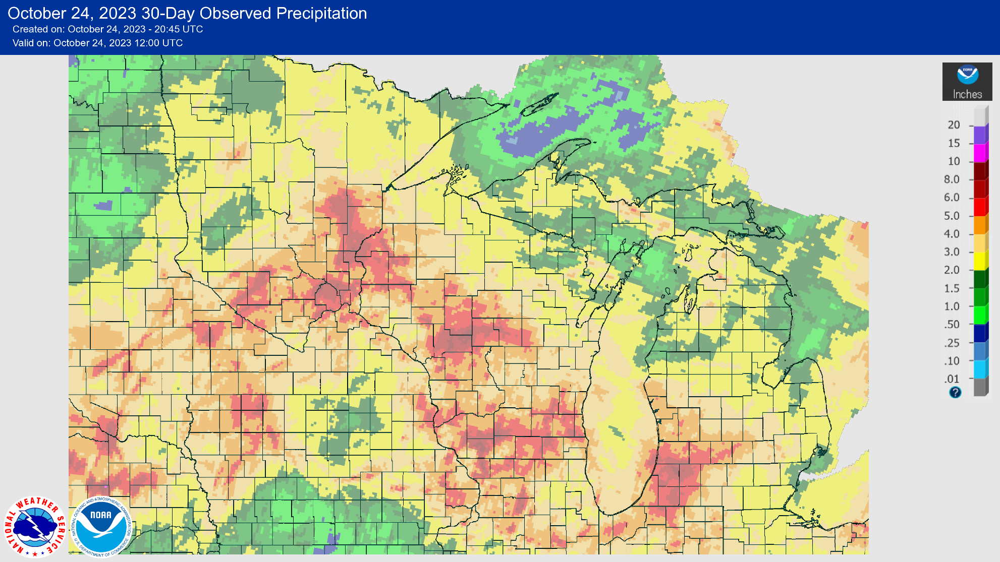 October 24, 2023 30-Day Observed Precipitation
Created on: October 24, 2023 - 20:45 UTC
Valid on: October 24, 2023 12:00 UTC
NOAA
Inches
20
15
10
8.0
6.0
5.0
4.0
3.0
2.0
1.5
1.0
.50
.25
.10
.01
?
NATIONAL WEATHER SERVICE
NATIONAL OCEANIC AND ATMOSPHERIC ADMINISTRATION
NOAA
U.S. DEPARTMENT OF COMMERCE